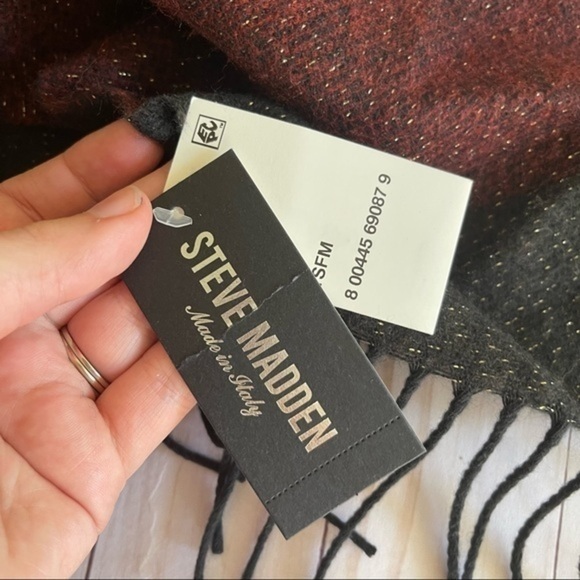 STEVE MADDEN
Made in Italy
SFM
8 00445 69087 9